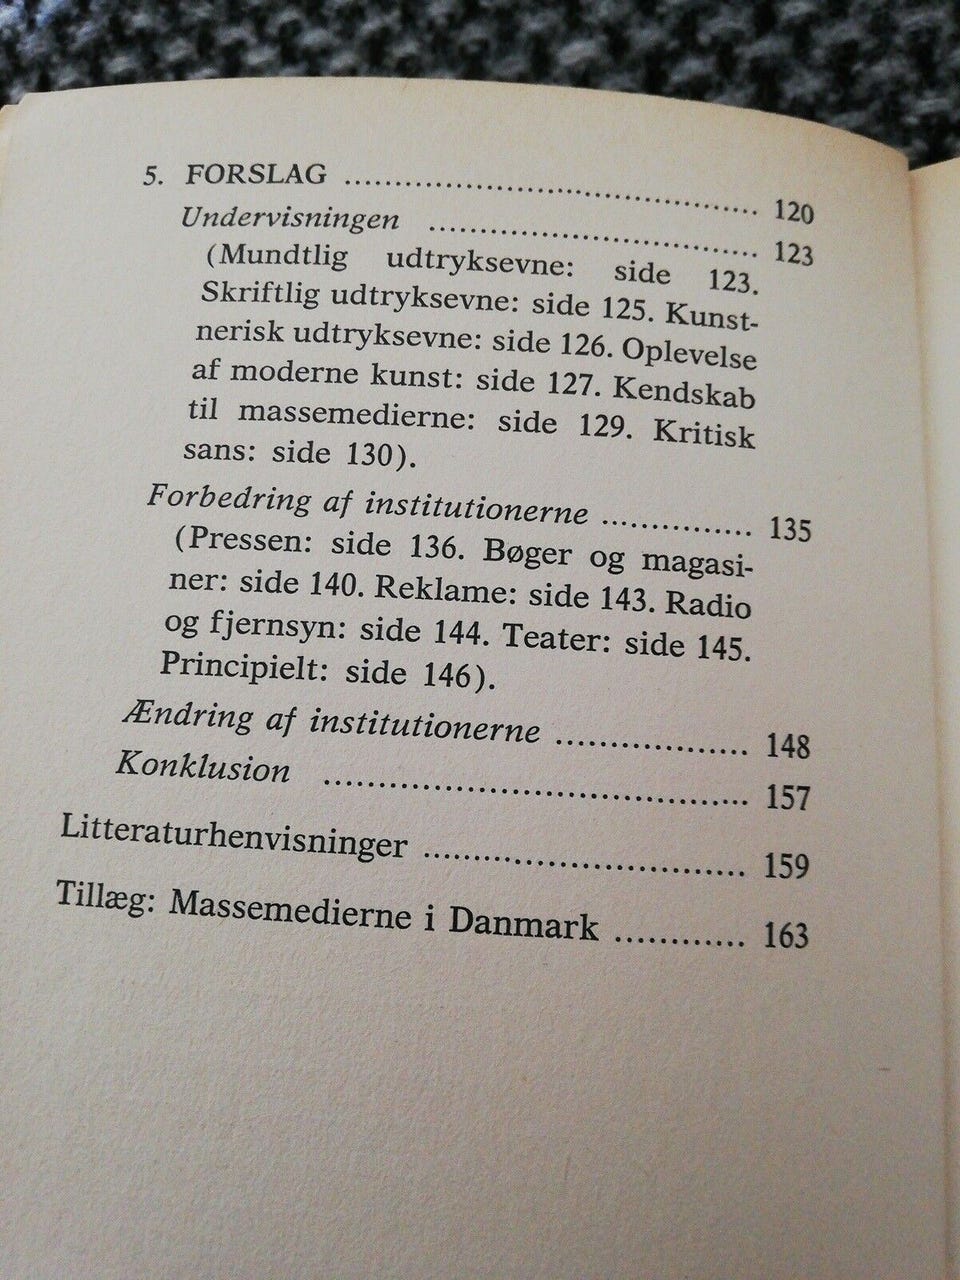 5. FORSLAG .......................................... 120
Undervisningen .................................. 123
(Mundtlig udtryksevne: side 123.
Skriftlig udtryksevne: side 125. Kunst-
nerisk udtryksevne: side 126. Oplevelse
af moderne kunst: side 127. Kendskab
til massemedierne: side 129. Kritisk
sans: side 130).
Forbedring af institutionerne ............... 135
(Pressen: side 136. Bøger og magasi-
ner: side 140. Reklame: side 143. Radio
og fjernsyn: side 144. Teater: side 145.
Principielt: side 146).
Ændring af institutionerne ................... 148
Konklusion .......................................... 157
Litteraturhenvisninger ................................ 159
Tillæg: Massemedierne i Danmark ............ 163